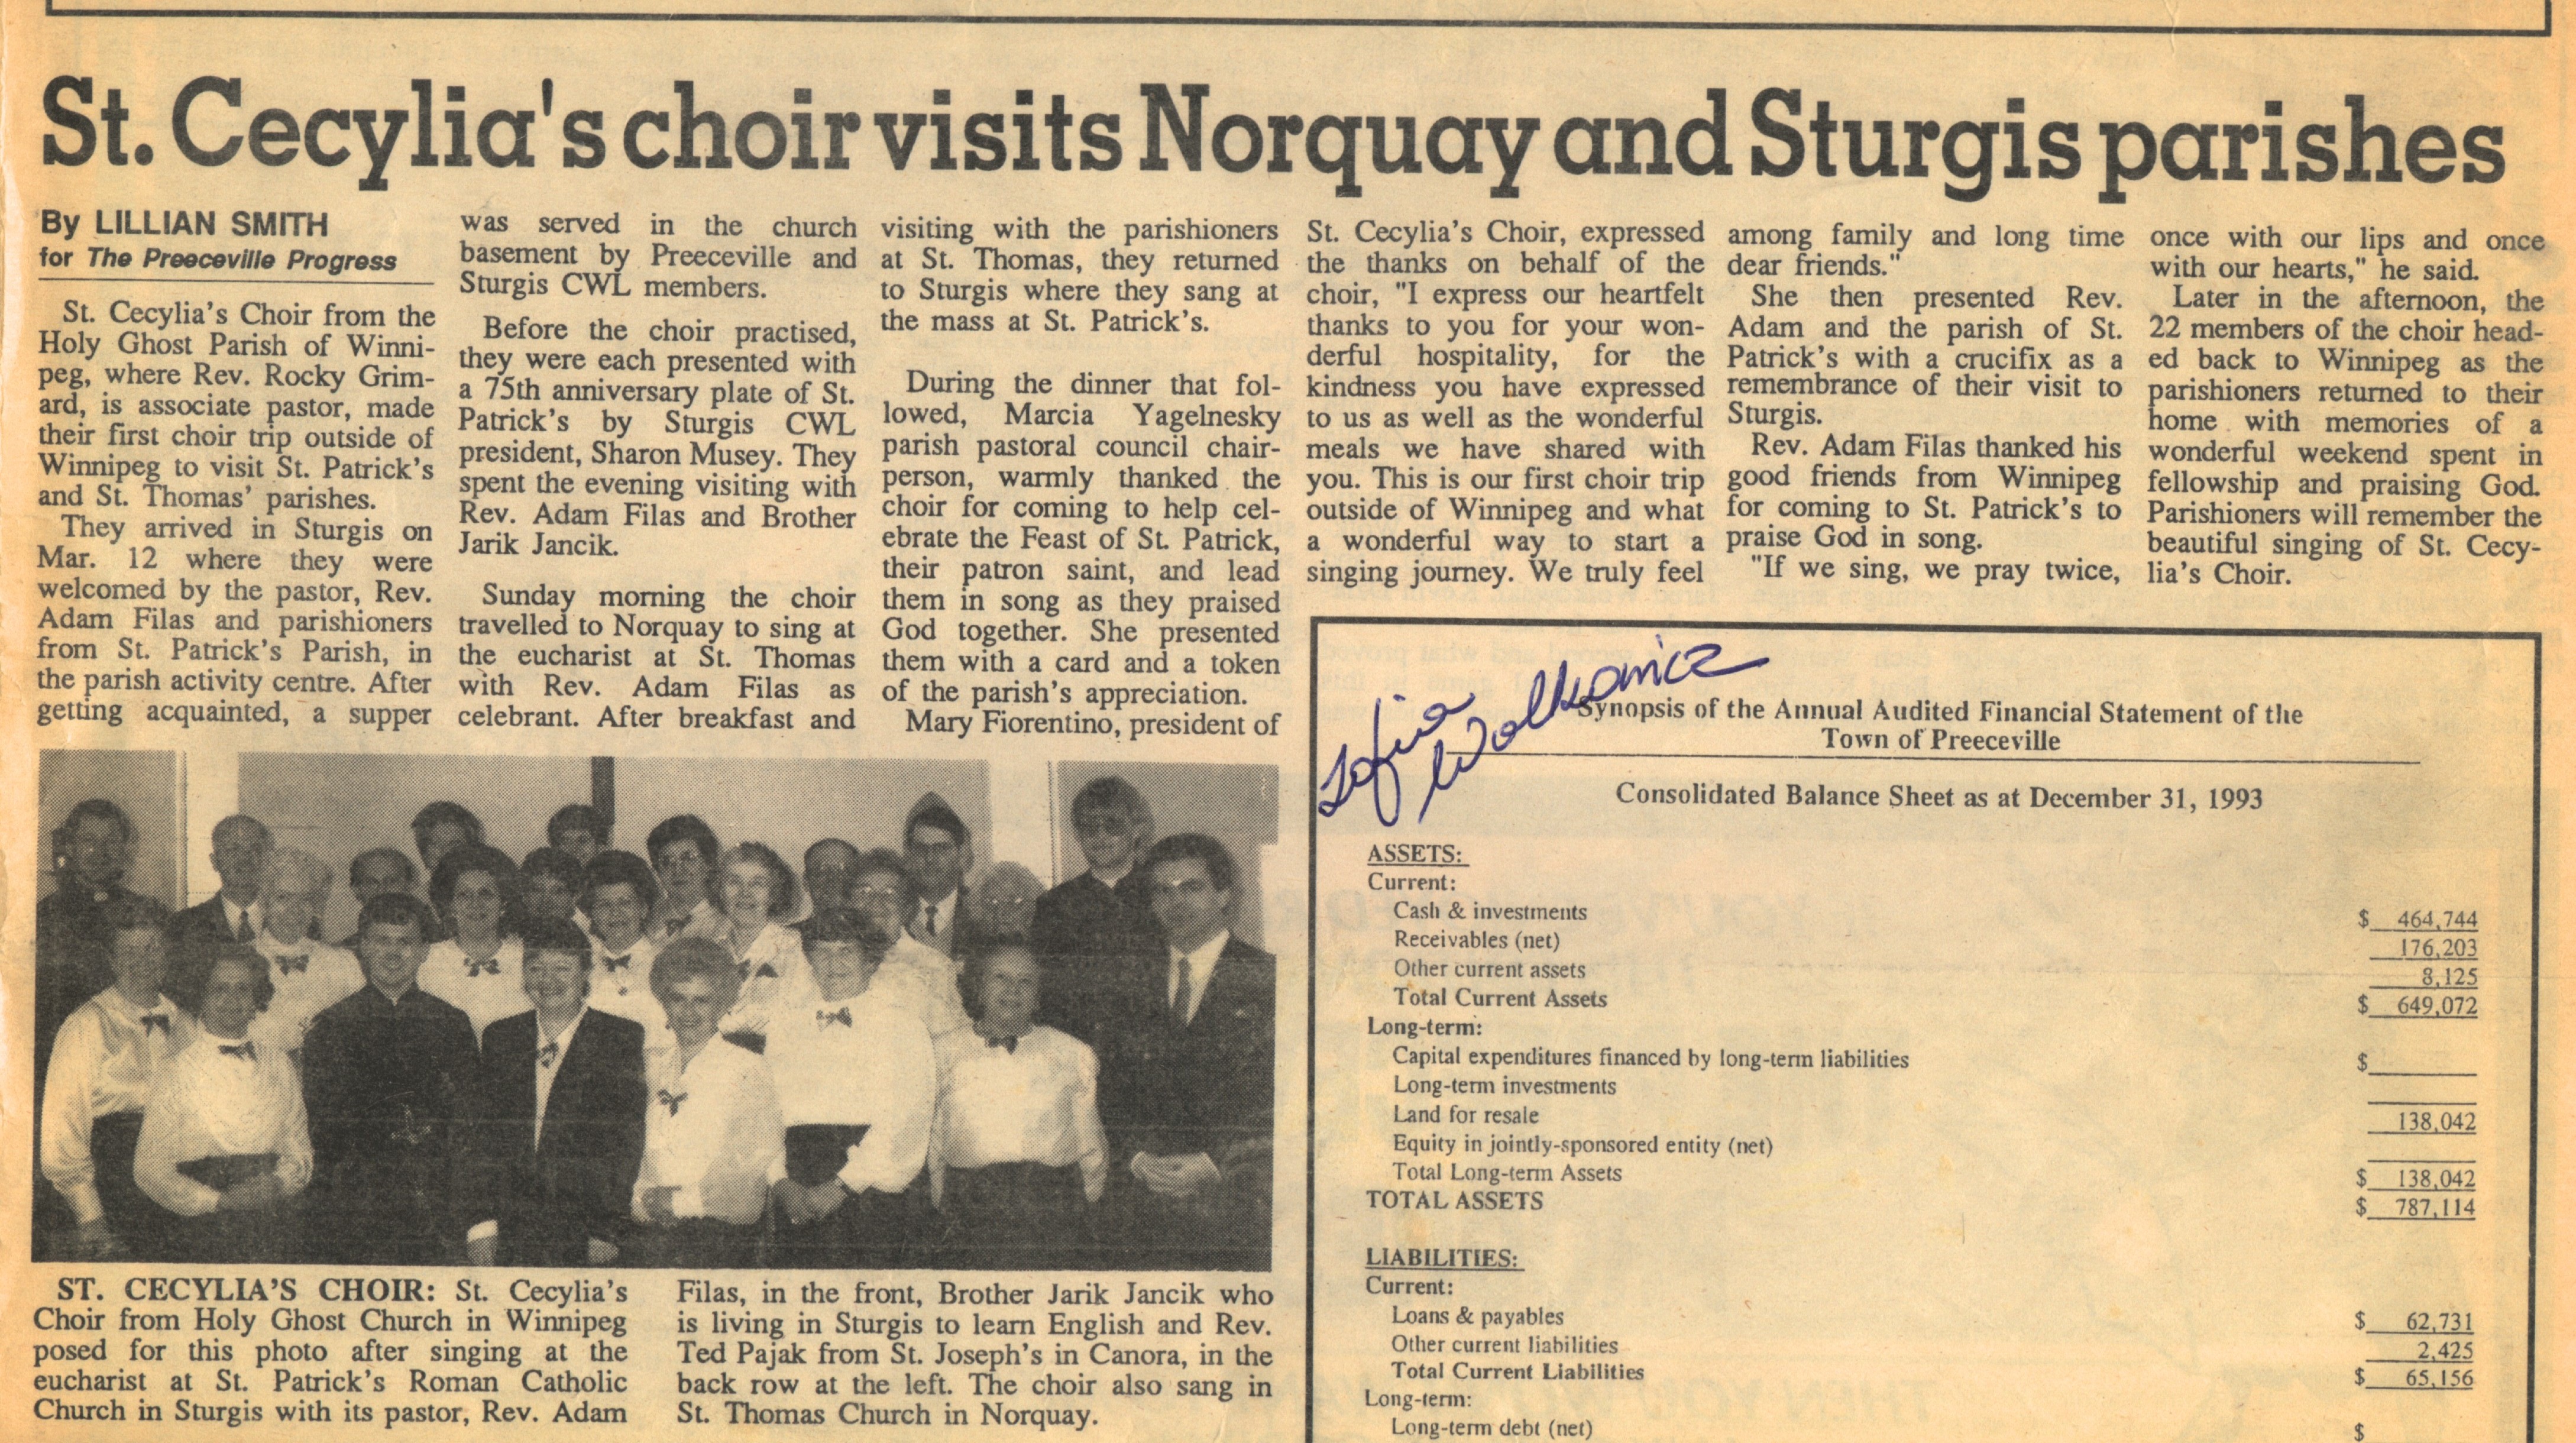 St. Cecylia's choir visits Norquay and Sturgis parishes
By LILLIAN SMITH
for The Preeceville Progress
St. Cecylia's Choir from the
Holy Ghost Parish of Winni-
peg, where Rev. Rocky Grim-
ard, is associate pastor, made
their first choir trip outside of
Winnipeg to visit St. Patrick's
and St. Thomas' parishes.
They arrived in Sturgis on
Mar. 12 where they were
welcomed by the pastor, Rev.
Adam Filas and parishioners
from St. Patrick's Parish, in
the parish activity centre. After
getting acquainted, a supper
was served in the church
basement by Preeceville and
Sturgis CWL members.
Before the choir practised,
they were each presented with
a 75th anniversary plate of St.
Patrick's by Sturgis CWL
president, Sharon Musey. They
spent the evening visiting with
Rev. Adam Filas and Brother
Jarik Jancik.
Sunday morning the choir
travelled to Norquay to sing at
the eucharist at St. Thomas
with Rev. Adam Filas as
celebrant. After breakfast and
visiting with the parishioners
at St. Thomas, they returned
to Sturgis where they sang at
the mass at St. Patrick's.
During the dinner that fol-
lowed, Marcia Yagelnesky
parish pastoral council chair-
person, warmly thanked the
choir for coming to help cel-
ebrate the Feast of St. Patrick,
their patron saint, and lead
them in song as they praised
God together. She presented
them with a card and a token
of the parish's appreciation.
Mary Fiorentino, president of
St. Cecylia's Choir, expressed
the thanks on behalf of the
choir, "I express our heartfelt
thanks to you for your won-
derful hospitality, for the
kindness you have expressed
to us as well as the wonderful
meals we have shared with
you. This is our first choir trip
outside of Winnipeg and what
a wonderful way to start a
singing journey. We truly feel
among family and long time
dear friends."
She then presented Rev.
Adam and the parish of St.
Patrick's with a crucifix as a
remembrance of their visit to
Sturgis.
Rev. Adam Filas thanked his
good friends from Winnipeg
for coming to St. Patrick's to
praise God in song.
"If we sing, we pray twice,
once with our lips and once
with our hearts," he said.
Later in the afternoon, the
22 members of the choir head-
ed back to Winnipeg as the
parishioners returned to their
home with memories of a
wonderful weekend spent in
fellowship and praising God.
Parishioners will remember the
beautiful singing of St. Cecy-
lia's Choir.
ST. CECYLIA'S CHOIR: St. Cecylia's
Choir from Holy Ghost Church in Winnipeg
posed for this photo after singing at the
eucharist at St. Patrick's Roman Catholic
Church in Sturgis with its pastor, Rev. Adam
Filas, in the front, Brother Jarik Jancik who
is living in Sturgis to learn English and Rev.
Ted Pajak from St. Joseph's in Canora, in the
back row at the left. The choir also sang in
St. Thomas Church in Norquay.
Zofia
Wolkowicz
Synopsis of the Annual Audited Financial Statement of the
Town of Preeceville
Consolidated Balance Sheet as at December 31, 1993
ASSETS:
Current:
Cash & investments $ 464,744
Receivables (net) 176,203
Other current assets 8,125
Total Current Assets $ 649,072
Long-term:
Capital expenditures financed by long-term liabilities $
Long-term investments
Land for resale 138,042
Equity in jointly-sponsored entity (net)
Total Long-term Assets $ 138,042
TOTAL ASSETS $ 787,114
LIABILITIES:
Current:
Loans & payables $ 62,731
Other current liabilities 2,425
Total Current Liabilities $ 65,156
Long-term:
Long-term debt (net) $